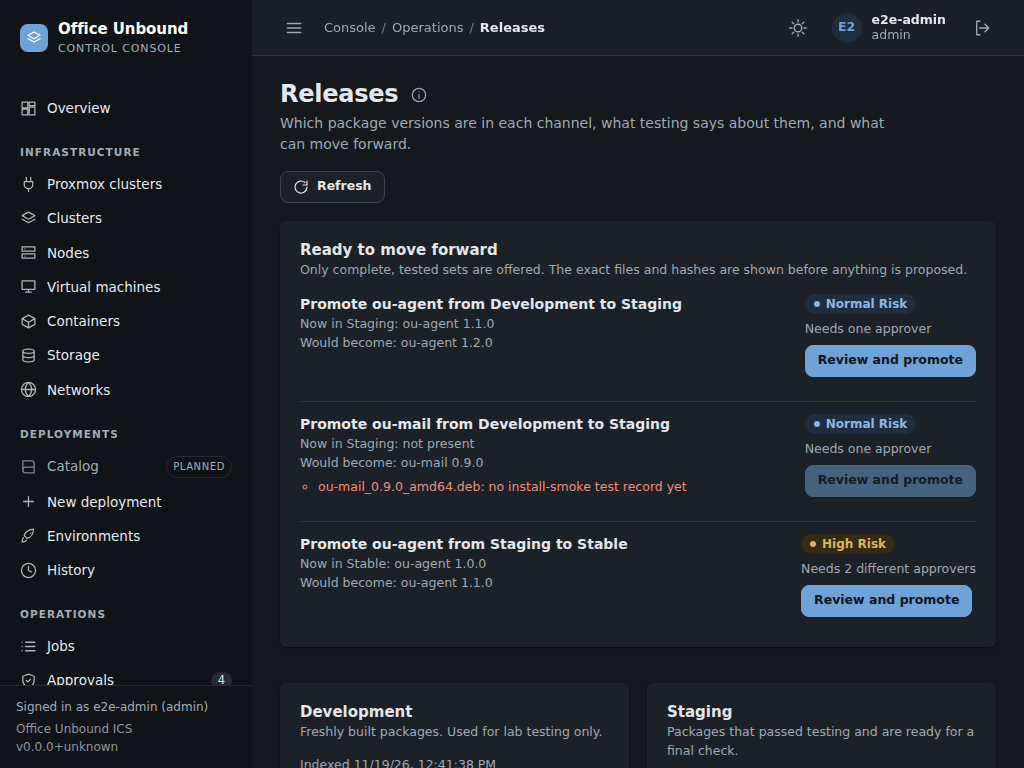 Office Unbound
CONTROL CONSOLE
Overview
INFRASTRUCTURE
Proxmox clusters
Clusters
Nodes
Virtual machines
Containers
Storage
Networks
DEPLOYMENTS
Catalog PLANNED
New deployment
Environments
History
OPERATIONS
Jobs
Approvals 4
Signed in as e2e-admin (admin)
Office Unbound ICS
v0.0.0+unknown
Console / Operations / Releases
E2
e2e-admin
admin
Releases
Which package versions are in each channel, what testing says about them, and what
can move forward.
Refresh
Ready to move forward
Only complete, tested sets are offered. The exact files and hashes are shown before anything is proposed.
Promote ou-agent from Development to Staging
Now in Staging: ou-agent 1.1.0
Would become: ou-agent 1.2.0
Normal Risk
Needs one approver
Review and promote
Promote ou-mail from Development to Staging
Now in Staging: not present
Would become: ou-mail 0.9.0
ou-mail_0.9.0_amd64.deb: no install-smoke test record yet
Normal Risk
Needs one approver
Review and promote
Promote ou-agent from Staging to Stable
Now in Stable: ou-agent 1.0.0
Would become: ou-agent 1.1.0
High Risk
Needs 2 different approvers
Review and promote
Development
Freshly built packages. Used for lab testing only.
Indexed 11/19/26, 12:41:38 PM
Staging
Packages that passed testing and are ready for a
final check.